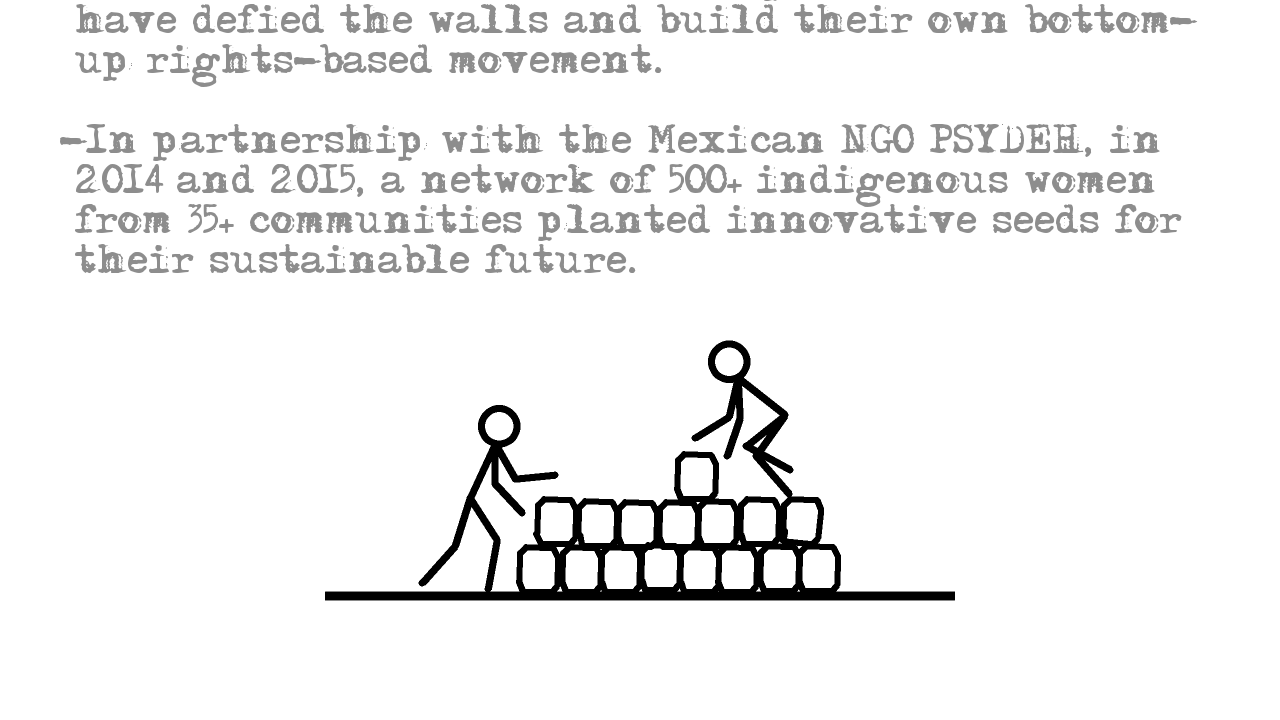 have defied the walls and build their own bottom-
up rights-based movement.
-In partnership with the Mexican NGO PSYDEH, in
2014 and 2015, a network of 500+ indigenous women
from 35+ communities planted innovative seeds for
their sustainable future.